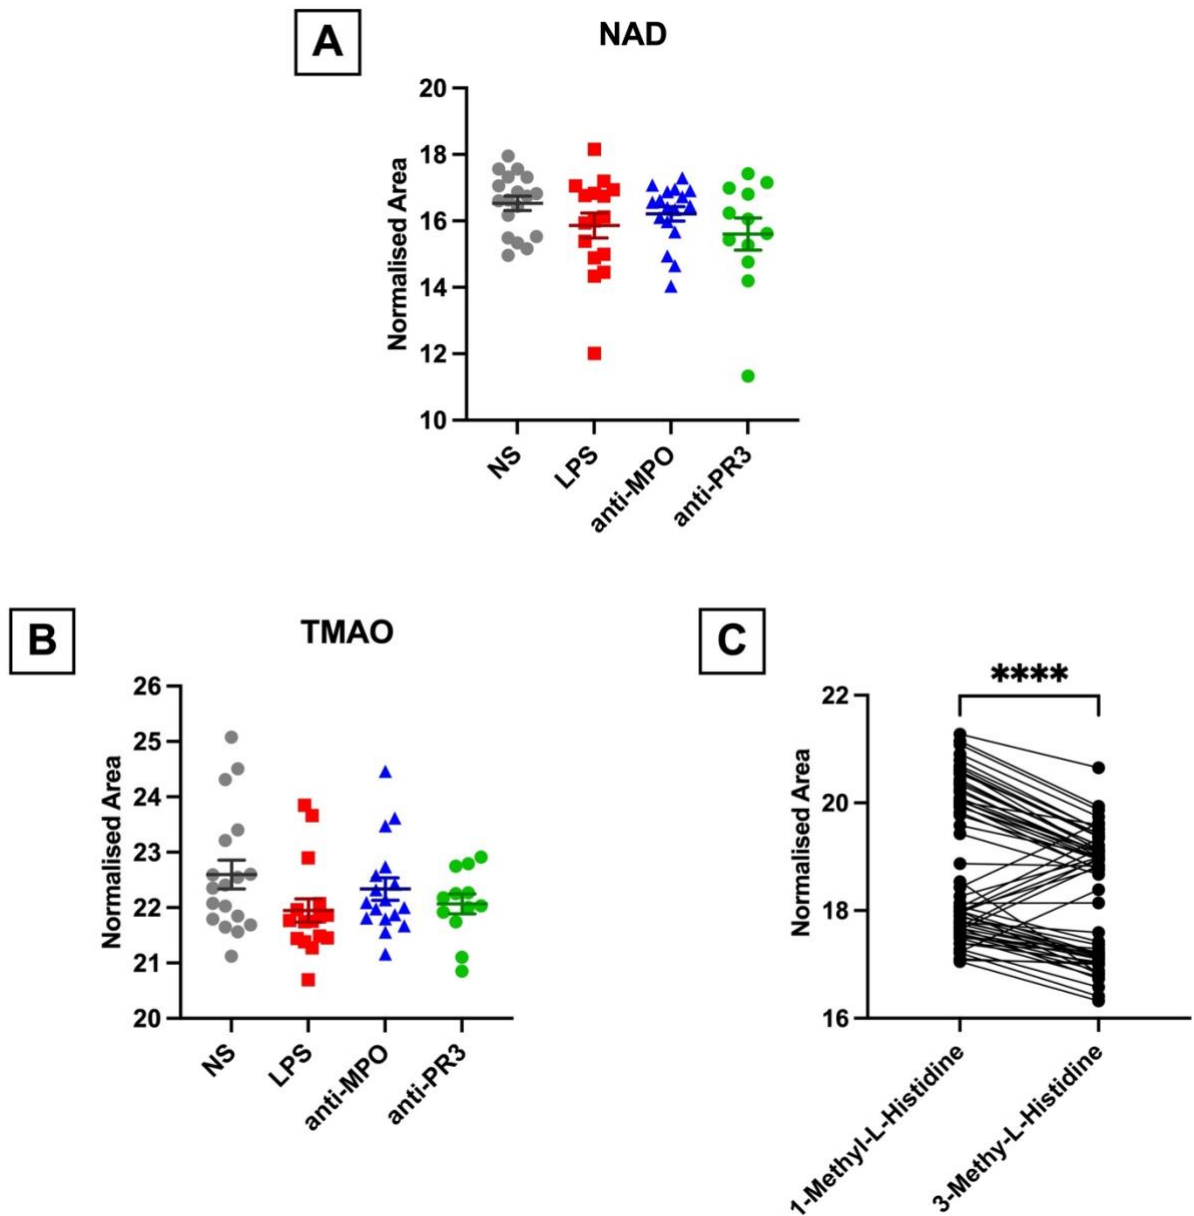 A
NAD
Normalised Area
20
18
16
14
12
10
NS
LPS
anti-MPO
anti-PR3
B
TMAO
Normalised Area
26
25
24
23
22
21
20
NS
LPS
anti-MPO
anti-PR3
C
****
Normalised Area
22
20
18
16
1-Methyl-L-Histidine
3-Methy-L-Histidine